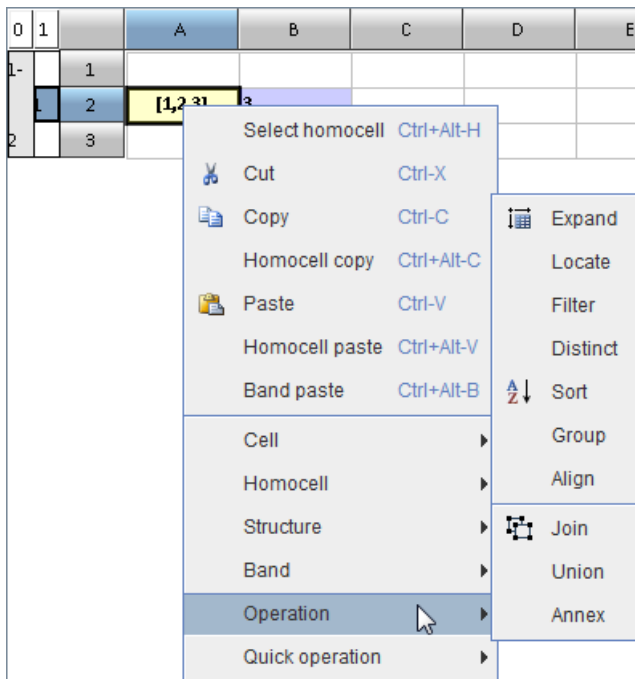 0 1 A B C D E
1- 1
1 2 [1,2,3] 3
2 3
Select homocell Ctrl+Alt-H
Cut Ctrl-X
Copy Ctrl-C
Homocell copy Ctrl+Alt-C
Paste Ctrl-V
Homocell paste Ctrl+Alt-V
Band paste Ctrl+Alt-B
Cell
Homocell
Structure
Band
Operation
Quick operation
Expand
Locate
Filter
Distinct
Sort
Group
Align
Join
Union
Annex